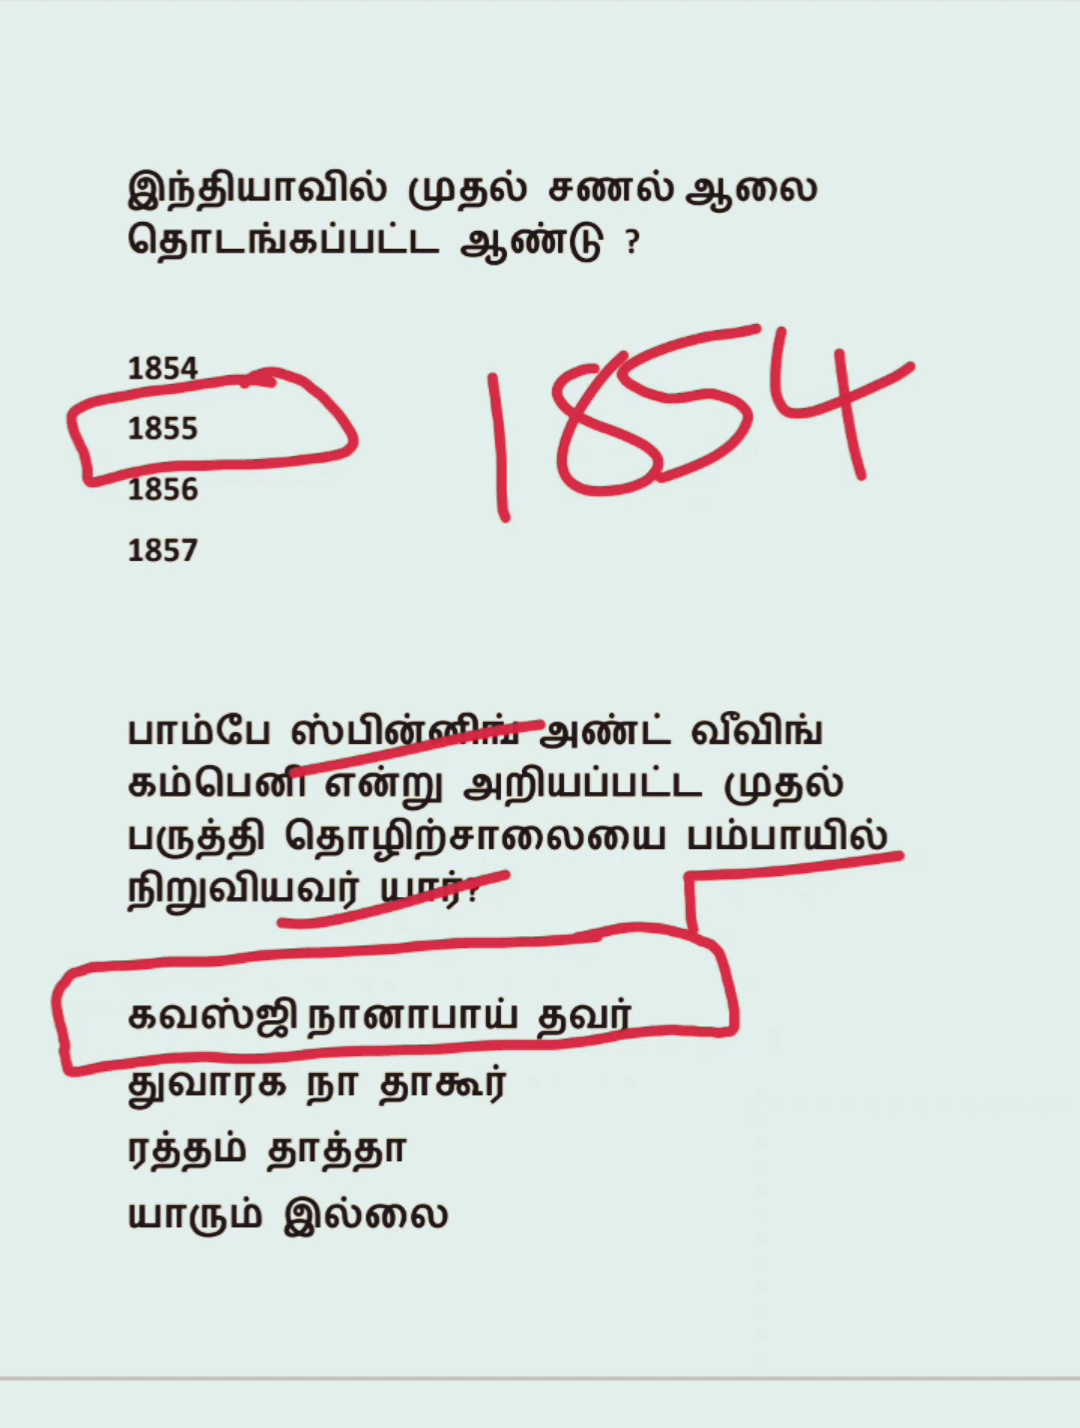 இந்தியாவில் முதல் சணல் ஆலை
தொடங்கப்பட்ட ஆண்டு ?
1854
1855
1854
1856
1857
பாம்பே ஸ்பின்னிங் அண்ட் வீவிங்
கம்பெனி என்று அறியப்பட்ட முதல்
பருத்தி தொழிற்சாலையை பம்பாயில்
நிறுவியவர் யார்?
கவஸ்ஜி நானாபாய் தவர்
துவாரக நா தாகூர்
ரத்தம் தாத்தா
யாரும் இல்லை